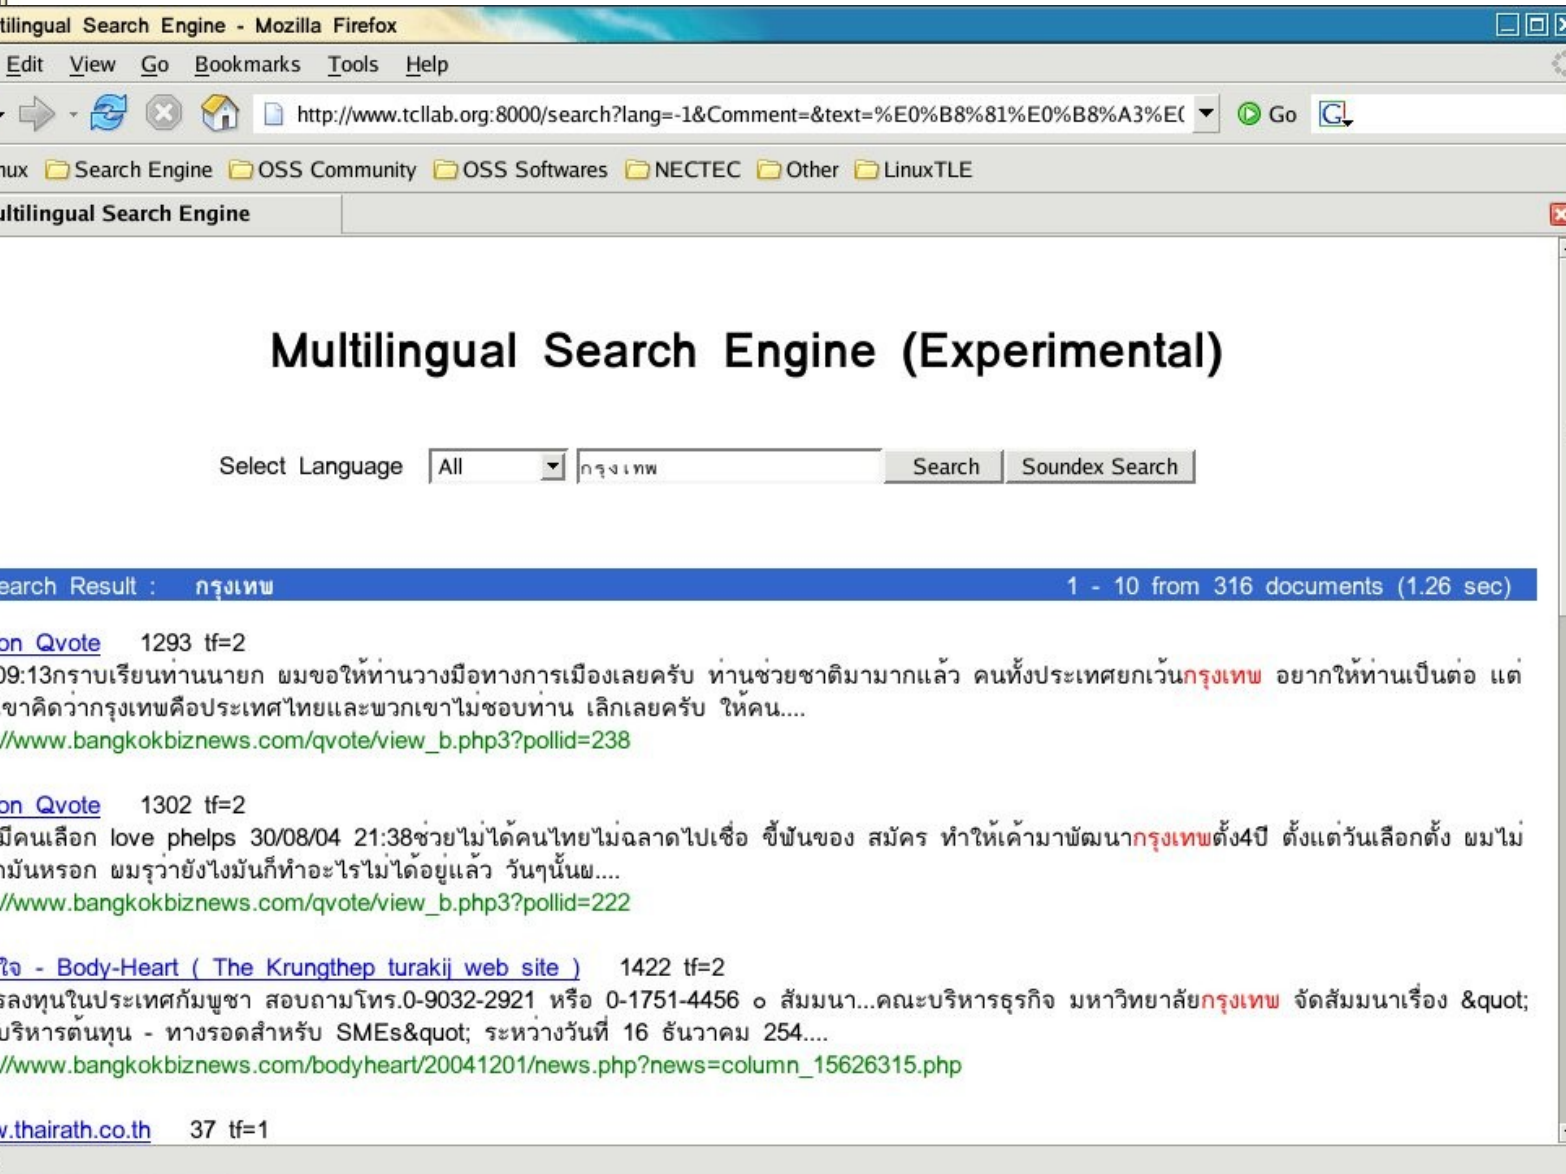 tilingual Search Engine - Mozilla Firefox
Edit View Go Bookmarks Tools Help
http://www.tcllab.org:8000/search?lang=-1&Comment=&text=%E0%B8%81%E0%B8%A3%E( Go
nux Search Engine OSS Community OSS Softwares NECTEC Other LinuxTLE
ultilingual Search Engine
Multilingual Search Engine (Experimental)
Select Language All กรุงเทพ Search Soundex Search
earch Result : กรุงเทพ 1 - 10 from 316 documents (1.26 sec)
on Qvote 1293 tf=2
09:13กราบเรียนท่านนายก ผมขอให้ท่านวางมือทางการเมืองเลยครับ ท่านช่วยชาติมามากแล้ว คนทั้งประเทศยกเว้นกรุงเทพ อยากให้ท่านเป็นต่อ แต่
เขาคิดว่ากรุงเทพคือประเทศไทยและพวกเขาไม่ชอบท่าน เลิกเลยครับ ให้คน....
//www.bangkokbiznews.com/qvote/view_b.php3?pollid=238
on Qvote 1302 tf=2
มีคนเลือก love phelps 30/08/04 21:38ช่วยไม่ได้คนไทยไม่ฉลาดไปเชื่อ ขี้ฟันของ สมัคร ทำให้เค้ามาพัฒนากรุงเทพตั้ง4ปี ตั้งแต่วันเลือกตั้ง ผมไม่
ามันหรอก ผมรุว่ายังไงมันก็ทำอะไรไม่ได้อยู่แล้ว วันๆนั้นผ....
//www.bangkokbiznews.com/qvote/view_b.php3?pollid=222
ใจ - Body-Heart ( The Krungthep turakij web site ) 1422 tf=2
รลงทุนในประเทศกัมพูชา สอบถามโทร.0-9032-2921 หรือ 0-1751-4456 o สัมมนา...คณะบริหารธุรกิจ มหาวิทยาลัยกรุงเทพ จัดสัมมนาเรื่อง &quot;
บริหารต้นทุน - ทางรอดสำหรับ SMEs&quot; ระหว่างวันที่ 16 ธันวาคม 254....
//www.bangkokbiznews.com/bodyheart/20041201/news.php?news=column_15626315.php
w.thairath.co.th 37 tf=1